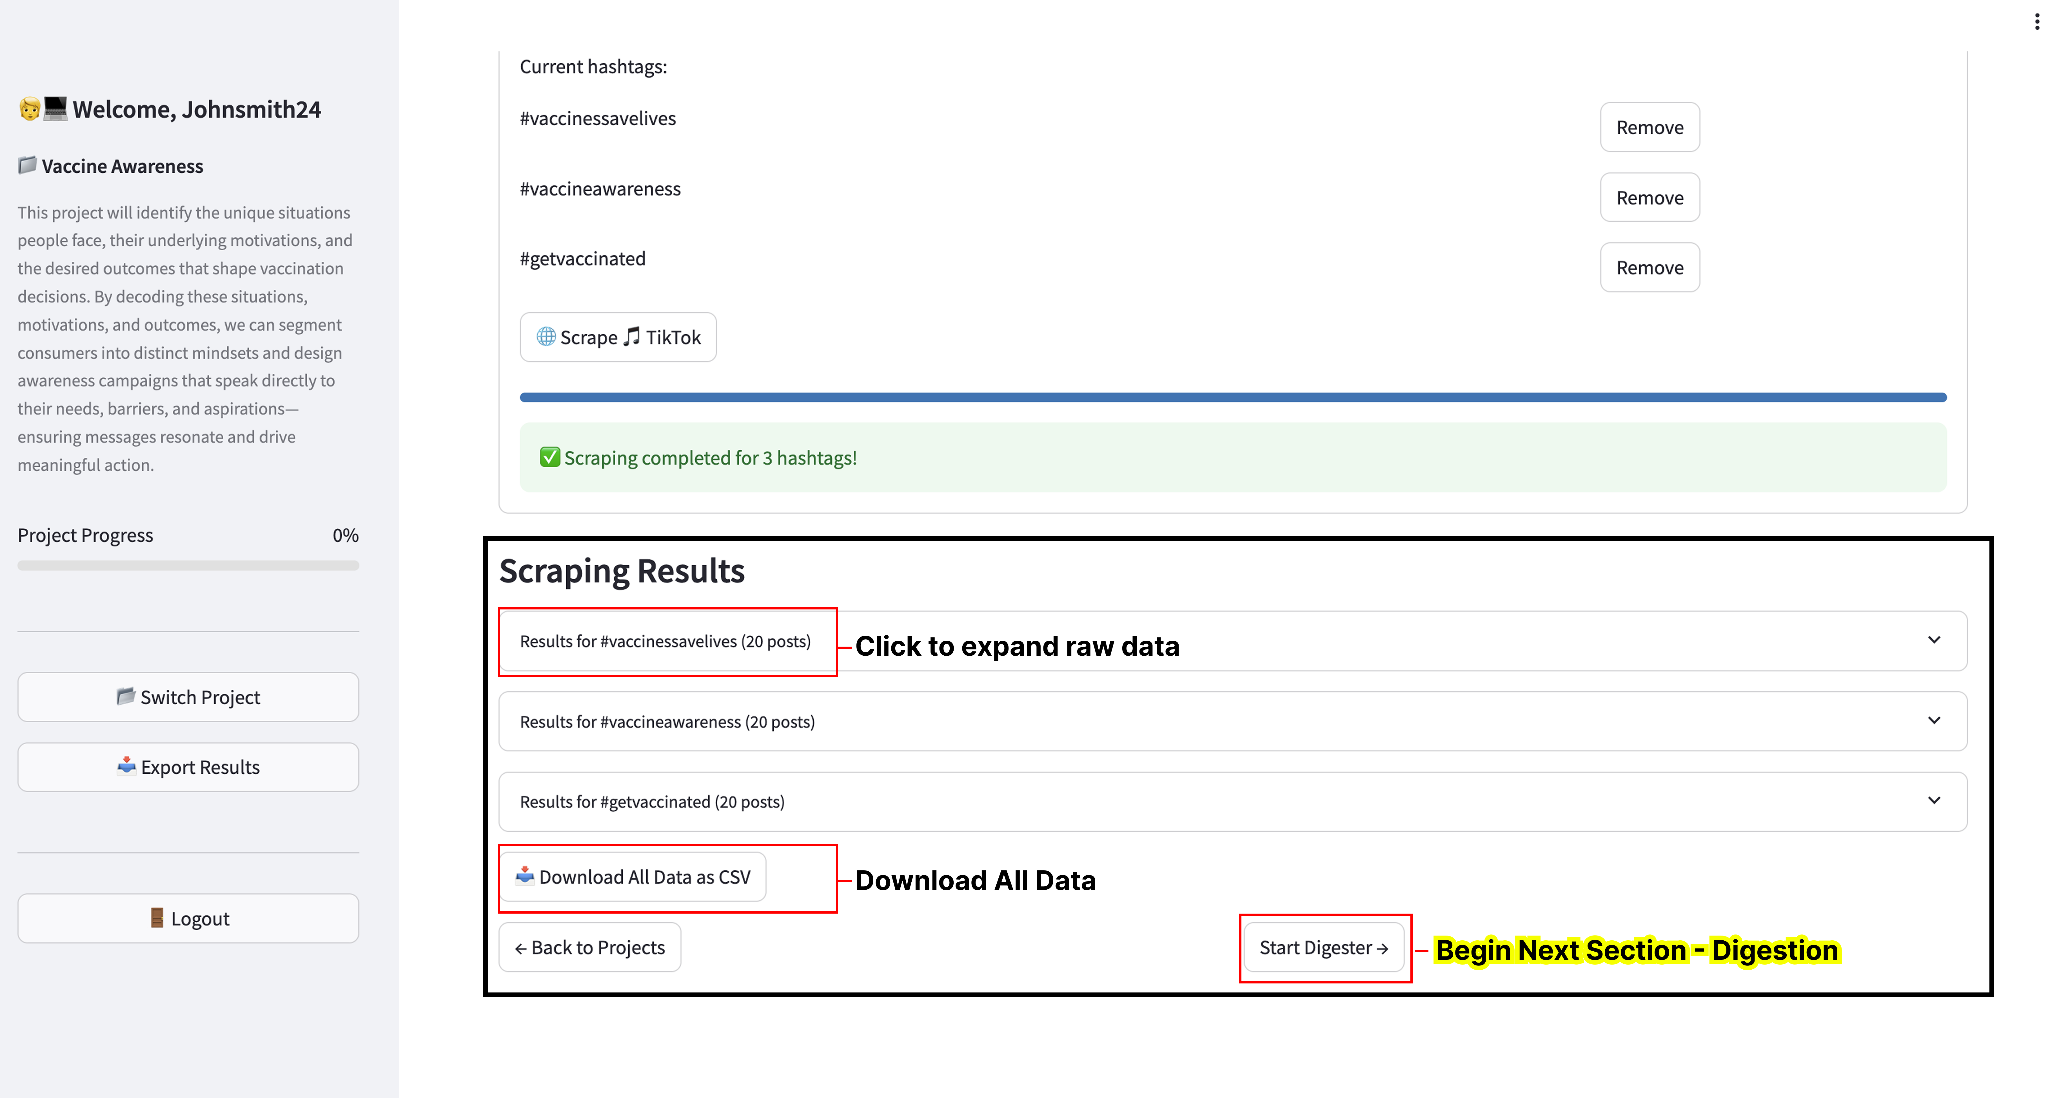 Welcome, Johnsmith24
Vaccine Awareness
This project will identify the unique situations
people face, their underlying motivations, and
the desired outcomes that shape vaccination
decisions. By decoding these situations,
motivations, and outcomes, we can segment
consumers into distinct mindsets and design
awareness campaigns that speak directly to
their needs, barriers, and aspirations—
ensuring messages resonate and drive
meaningful action.
Project Progress 0%
Switch Project
Export Results
Logout
Current hashtags:
#vaccinessavelives Remove
#vaccineawareness Remove
#getvaccinated Remove
Scrape TikTok
Scraping completed for 3 hashtags!
Scraping Results
Results for #vaccinessavelives (20 posts) Click to expand raw data
Results for #vaccineawareness (20 posts)
Results for #getvaccinated (20 posts)
Download All Data as CSV Download All Data
← Back to Projects Start Digester → Begin Next Section - Digestion